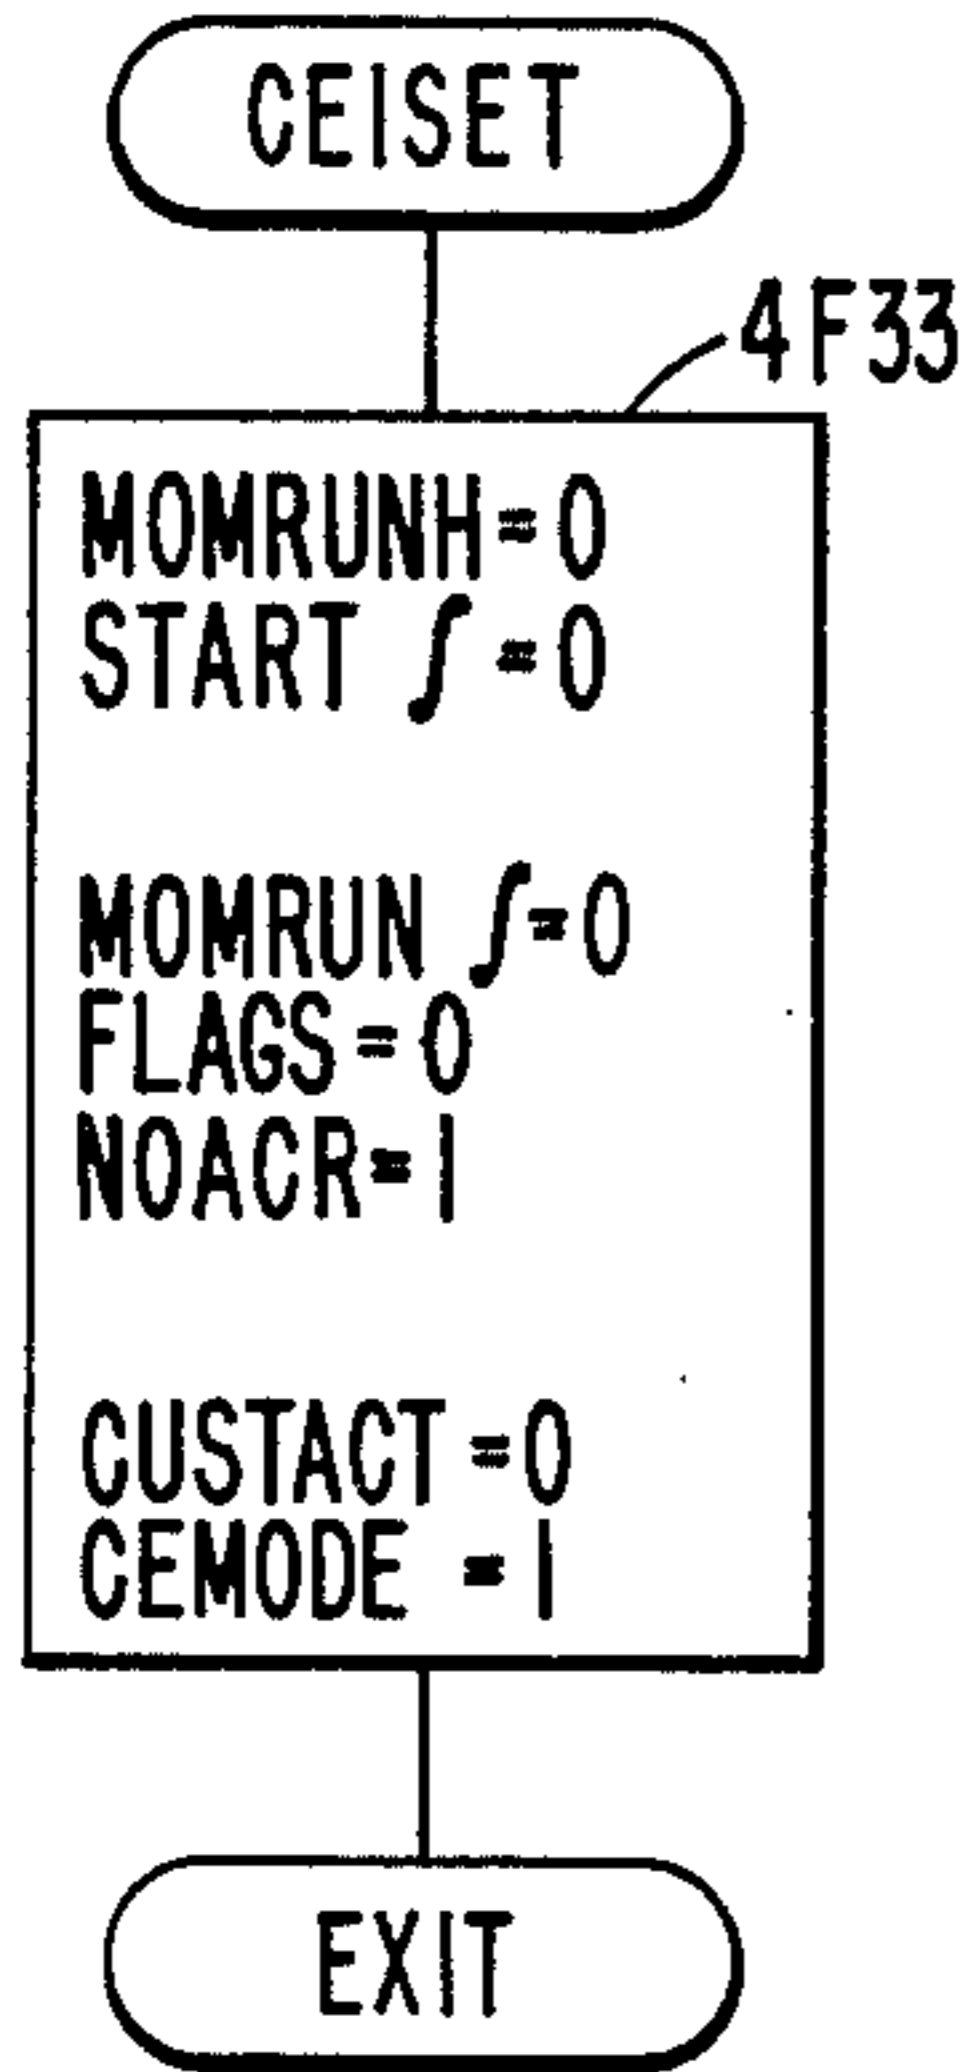 CEISET
4F33
MOMRUNH=0
START ∫ =0
MOMRUN ∫=0
FLAGS=0
NOACR=1
CUSTACT=0
CEMODE =1
EXIT